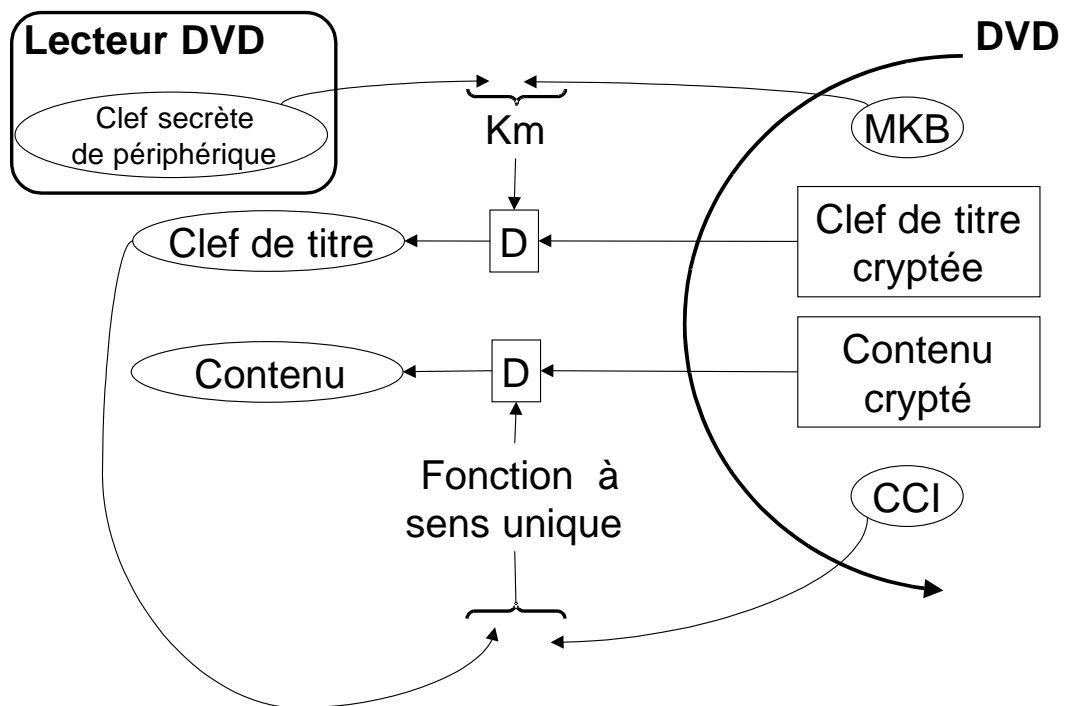 Lecteur DVD
DVD
Clef secrète
de périphérique
MKB
Km
Clef de titre
D
Clef de titre
cryptée
Contenu
D
Contenu
crypté
Fonction à
sens unique
CCI